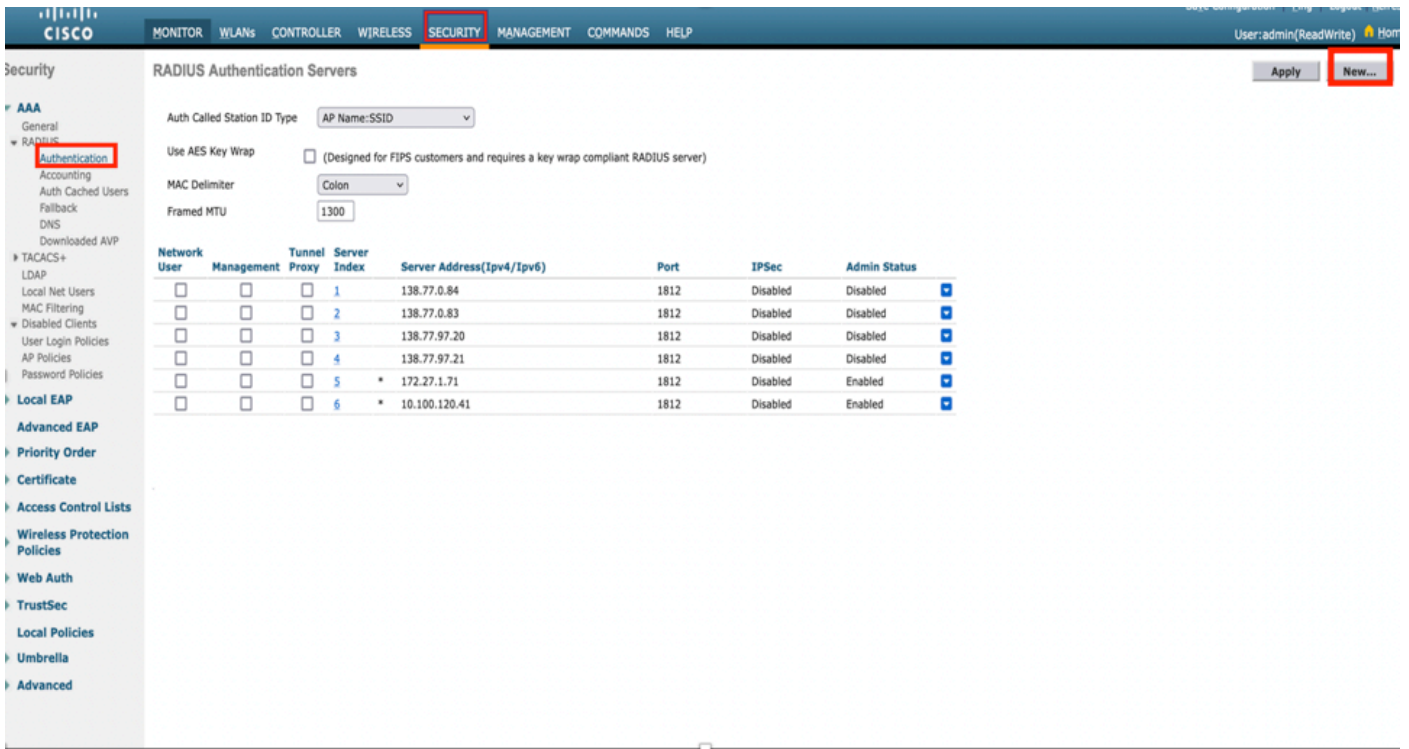 Save Configuration | Ping | Logout | Refres
CISCO
MONITOR WLANs CONTROLLER WIRELESS SECURITY MANAGEMENT COMMANDS HELP
User:admin(ReadWrite) Hom
Security
AAA
General
RADIUS
Authentication
Accounting
Auth Cached Users
Fallback
DNS
Downloaded AVP
TACACS+
LDAP
Local Net Users
MAC Filtering
Disabled Clients
User Login Policies
AP Policies
Password Policies
Local EAP
Advanced EAP
Priority Order
Certificate
Access Control Lists
Wireless Protection
Policies
Web Auth
TrustSec
Local Policies
Umbrella
Advanced
RADIUS Authentication Servers
Apply New...
Auth Called Station ID Type AP Name:SSID
Use AES Key Wrap (Designed for FIPS customers and requires a key wrap compliant RADIUS server)
MAC Delimiter Colon
Framed MTU 1300
Network User Management Tunnel Proxy Server Index Server Address(Ipv4/Ipv6) Port IPSec Admin Status
1 138.77.0.84 1812 Disabled Disabled
2 138.77.0.83 1812 Disabled Disabled
3 138.77.97.20 1812 Disabled Disabled
4 138.77.97.21 1812 Disabled Disabled
5 * 172.27.1.71 1812 Disabled Enabled
6 * 10.100.120.41 1812 Disabled Enabled